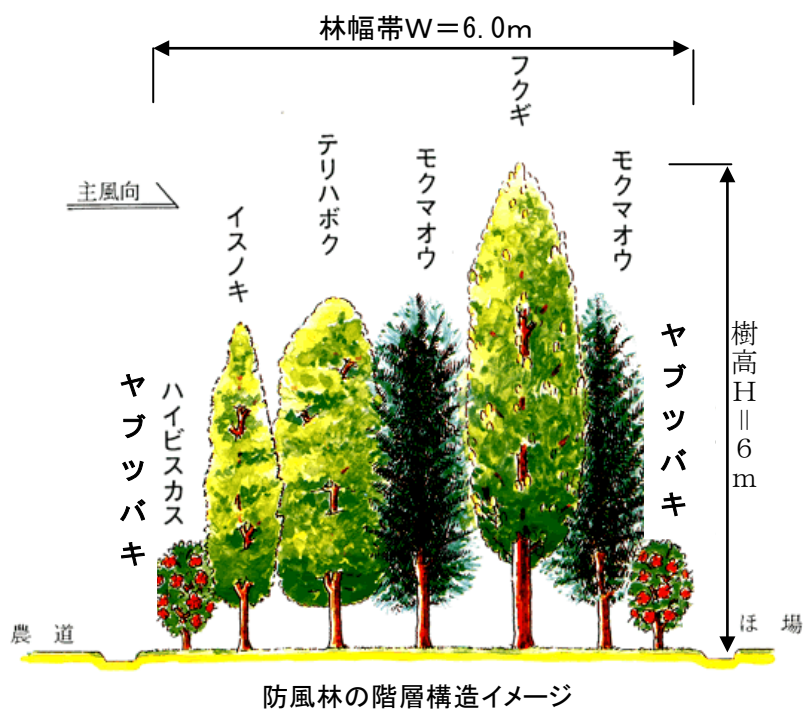 林幅帯W=6.0m
主風向
ヤブツバキ
ハイビスカス
イスノキ
テリハボク
モクマオウ
フクギ
モクマオウ
ヤブツバキ
樹高H=6m
農道
ほ場
防風林の階層構造イメージ